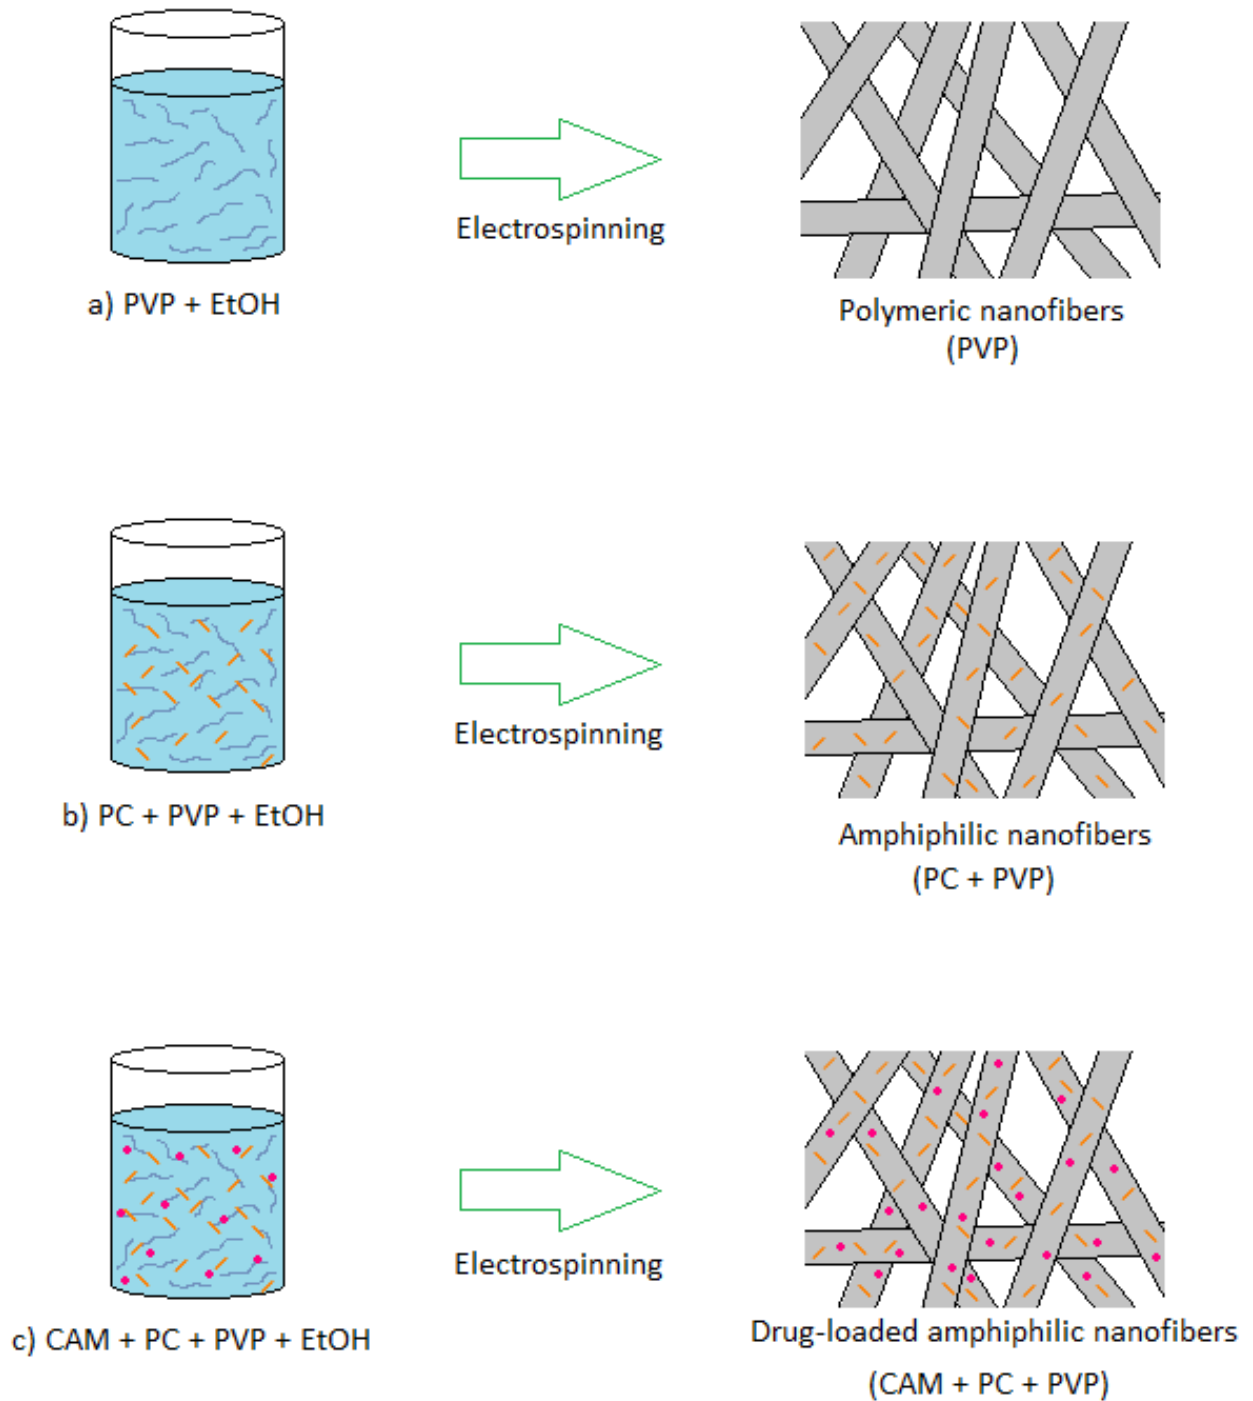 Electrospinning
a) PVP + EtOH
Polymeric nanofibers
(PVP)
Electrospinning
b) PC + PVP + EtOH
Amphiphilic nanofibers
(PC + PVP)
Electrospinning
c) CAM + PC + PVP + EtOH
Drug-loaded amphiphilic nanofibers
(CAM + PC + PVP)